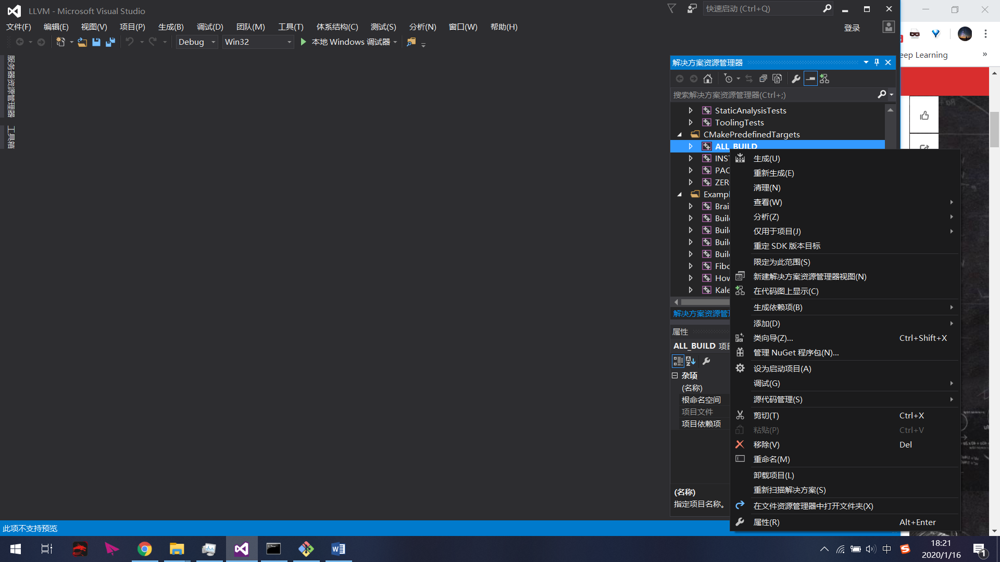 LLVM - Microsoft Visual Studio
快速启动 (Ctrl+Q)
文件(F) 编辑(E) 视图(V) 项目(P) 生成(B) 调试(D) 团队(M) 工具(T) 体系结构(C) 测试(S) 分析(N) 窗口(W) 帮助(H)
登录
Debug Win32 本地 Windows 调试器
eep Learning
»
服务器资源管理器
工具箱
解决方案资源管理器
搜索解决方案资源管理器(Ctrl+;)
StaticAnalysisTests
ToolingTests
CMakePredefinedTargets
ALL_BUILD
INST
PAC
ZER
Exampl
Brai
Buil
Buil
Buil
Buil
Fibo
How
Kale
解决方案资源管理
属性
ALL_BUILD 项目
杂项
(名称)
根命名空间
项目文件
项目依赖项
(名称)
指定项目名称。
生成(U)
重新生成(E)
清理(N)
查看(W)
分析(Z)
仅用于项目(J)
重定 SDK 版本目标
限定为此范围(S)
新建解决方案资源管理器视图(N)
在代码图上显示(C)
生成依赖项(B)
添加(D)
类向导(Z)... Ctrl+Shift+X
管理 NuGet 程序包(N)...
设为启动项目(A)
调试(G)
源代码管理(S)
剪切(T) Ctrl+X
粘贴(P) Ctrl+V
移除(V) Del
重命名(M)
卸载项目(L)
重新扫描解决方案(S)
在文件资源管理器中打开文件夹(X)
属性(R) Alt+Enter
此项不支持预览
中
18:21
2020/1/16
1